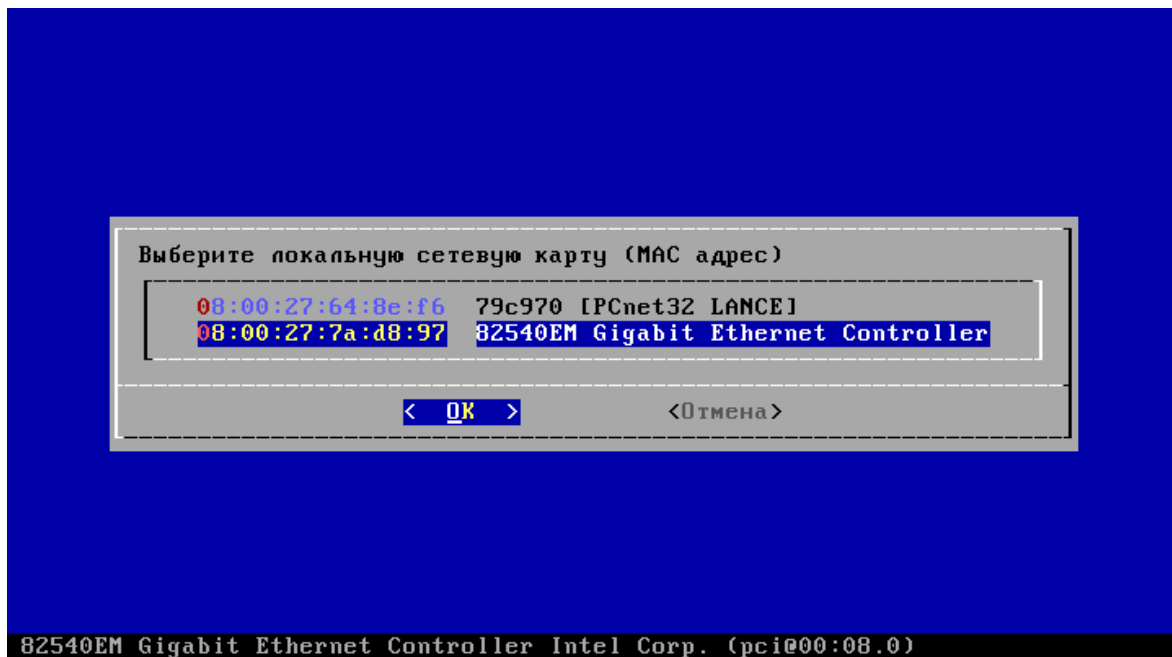 Выберите локальную сетевую карту (MAC адрес)
08:00:27:64:8e:f6 79c970 [PCnet32 LANCE]
08:00:27:7a:d8:97 82540EM Gigabit Ethernet Controller
< OK > <Отмена>
82540EM Gigabit Ethernet Controller Intel Corp. (pci@00:08.0)